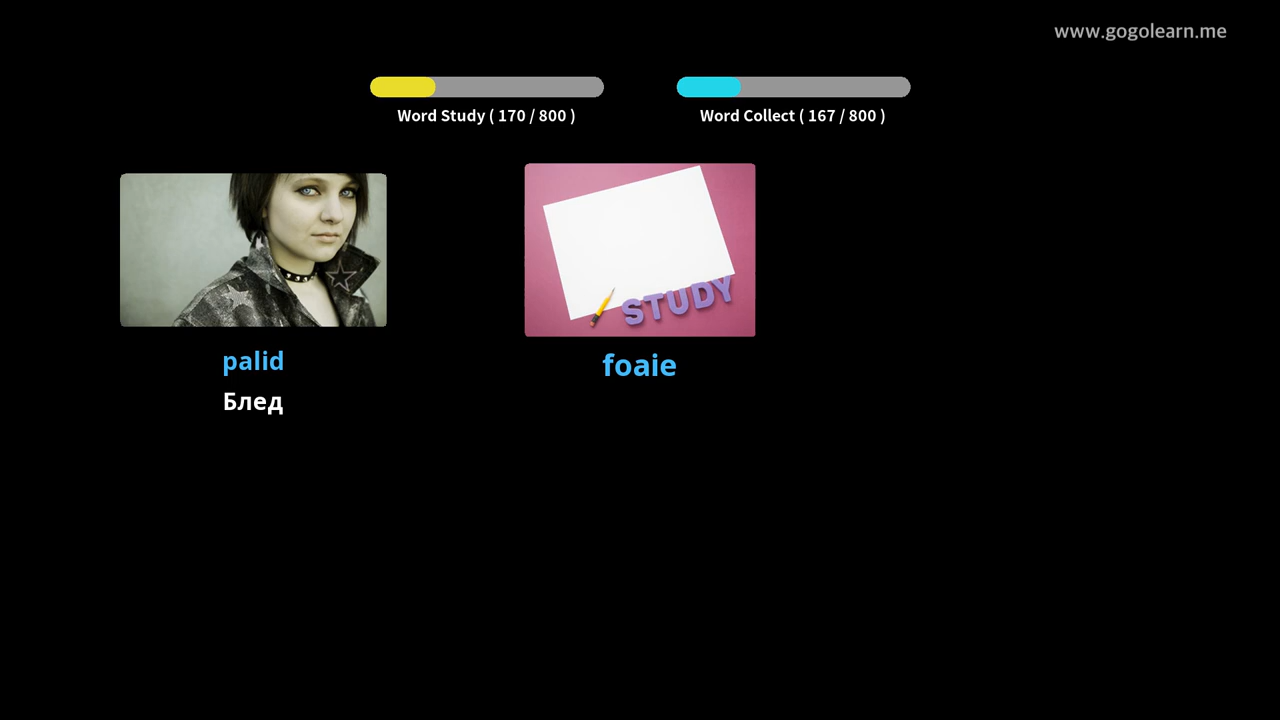 www.gogolearn.me
Word Study ( 170 / 800 )
Word Collect ( 167 / 800 )
STUDY
palid
Блед
foaie